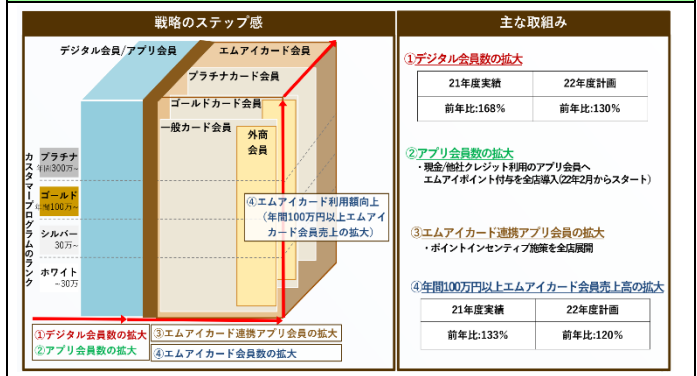 戦略のステップ感
デジタル会員/アプリ会員
エムアイカード会員
プラチナカード会員
ゴールドカード会員
一般カード会員
外商
会員
カスタマープログラムのランク
プラチナ
年間300万~
ゴールド
年間100万~
シルバー
30万~
ホワイト
~30万
④エムアイカード利用額向上
（年間100万円以上エムアイ
カード会員売上の拡大）
①デジタル会員数の拡大
②アプリ会員数の拡大
③エムアイカード連携アプリ会員の拡大
④エムアイカード会員数の拡大
主な取組み
①デジタル会員数の拡大
21年度実績 22年度計画
前年比:168% 前年比:130%
②アプリ会員数の拡大
・現金/他社クレジット利用のアプリ会員へ
エムアイポイント付与を全店導入(22年2月からスタート)
③エムアイカード連携アプリ会員の拡大
・ポイントインセンティブ施策を全店展開
④年間100万円以上エムアイカード会員売上高の拡大
21年度実績 22年度計画
前年比:133% 前年比:120%